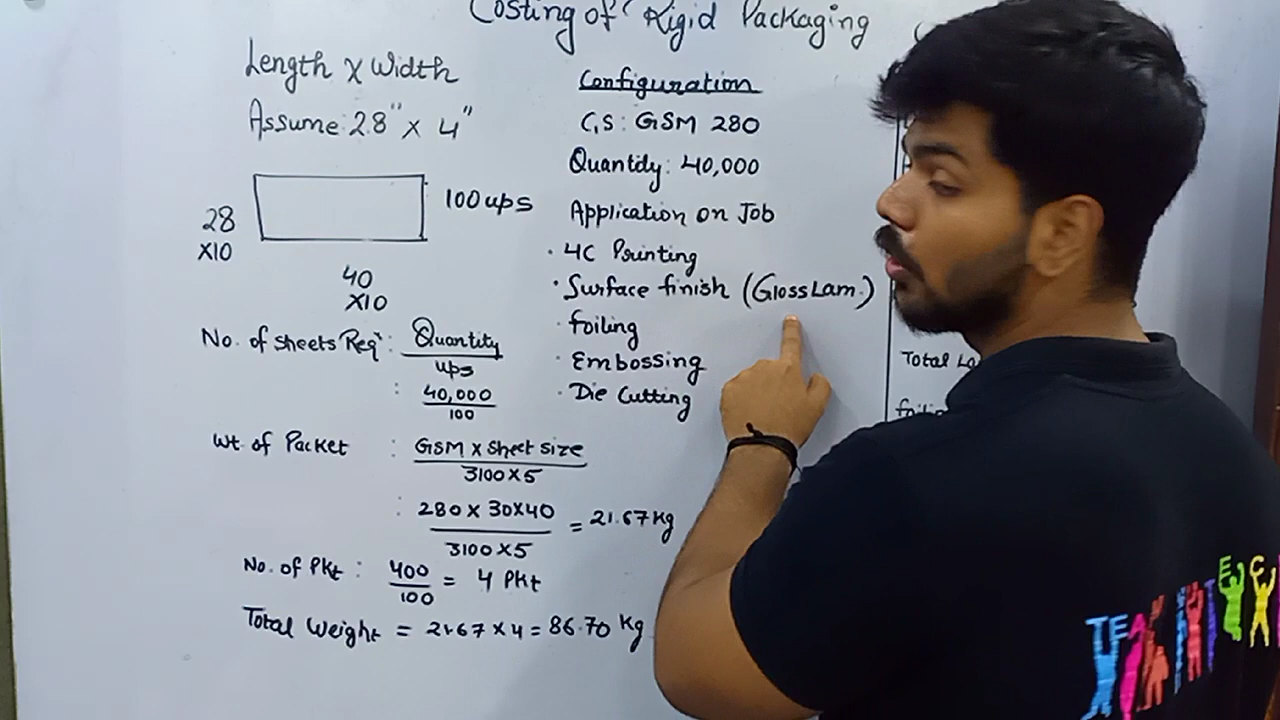 Costing of Rigid Packaging
Length X Width
Assume: 28" X 4"
100 ups
28
X10
40
X10
No. of sheets Req^t : Quantity
ups
: 40,000
100
Wt. of Packet : GSM X Sheet size
3100 X 5
: 280 X 30X40 = 21.67 Kg
3100 X 5
No. of Pkt : 400 = 4 Pkt
100
Total Weight = 21.67 X 4 = 86.70 Kg
Configuration
C,S : GSM 280
Quantity: 40,000
Application on Job
· 4C Printing
· Surface finish (Gloss Lam.)
· Foiling
· Embossing
· Die Cutting
Total La
foilin